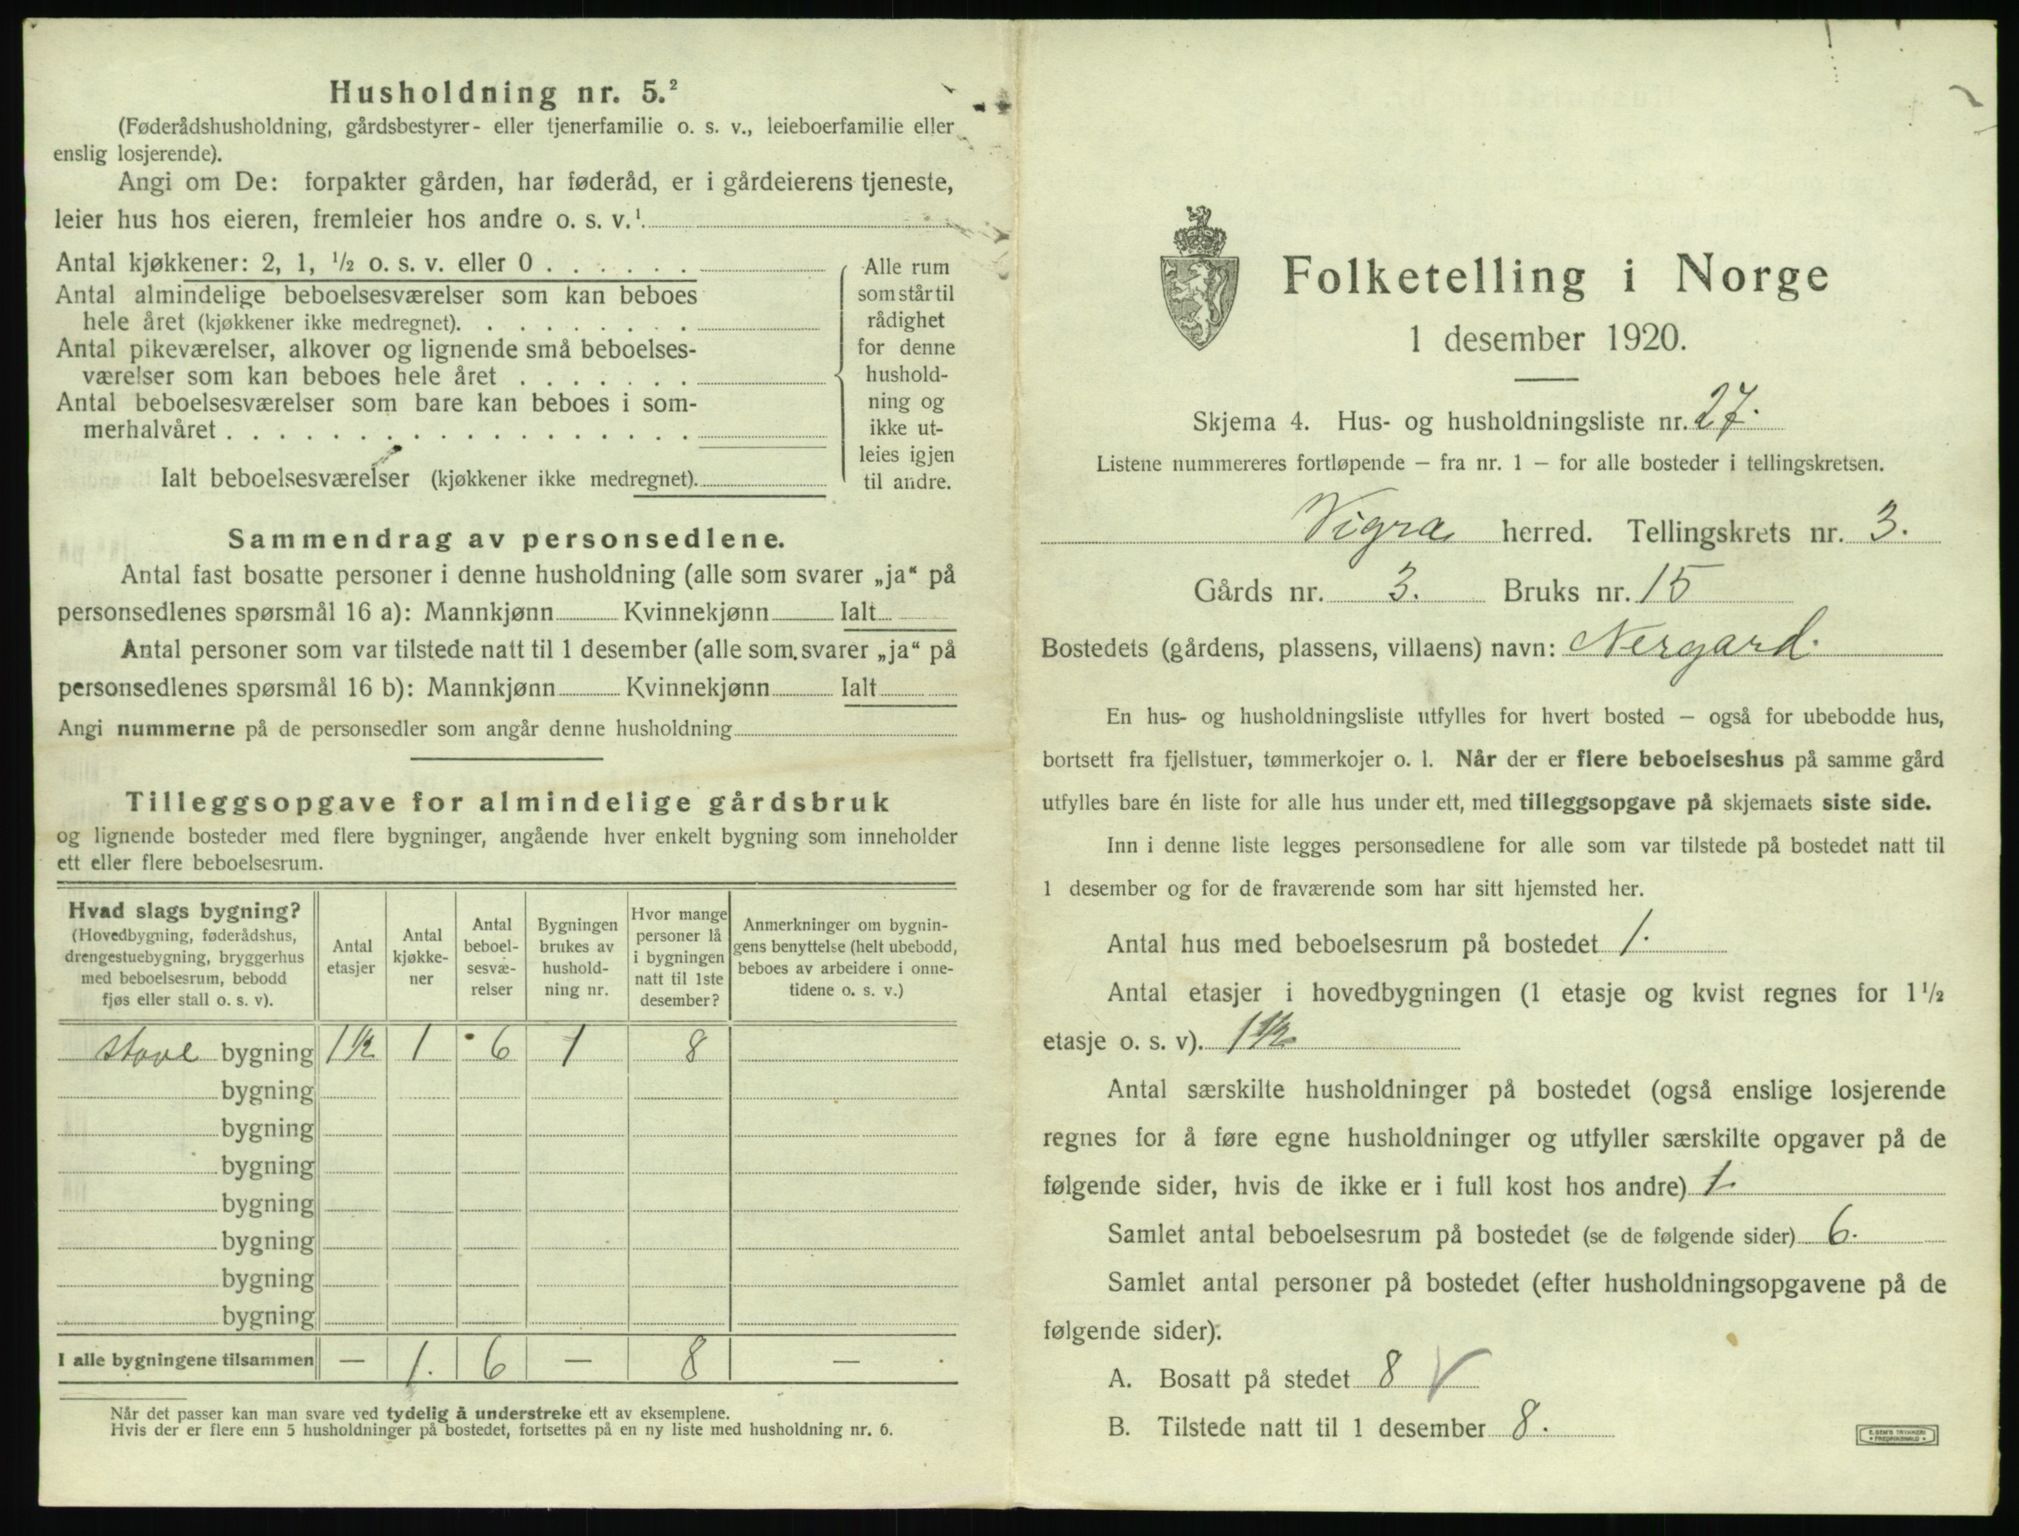 Husholdning nr. 5.²
(Føderådshusholdning, gårdsbestyrer- eller tjenerfamilie o. s. v., leieboerfamilie eller
enslig losjerende).
Angi om De: forpakter gården, har føderåd, er i gårdeierens tjeneste,
leier hus hos eieren, fremleier hos andre o. s. v.¹
Antal kjøkkener: 2, 1, ½ o. s. v. eller 0 . . . . . .
Antal almindelige beboelsesværelser som kan beboes
hele året (kjøkkener ikke medregnet). . . . . . . . .
Antal pikeværelser, alkover og lignende små beboelses-
værelser som kan beboes hele året . . . . . . .
Antal beboelsesværelser som bare kan beboes i som-
merhalvåret . . . . . . . . . . . . . . . . . .
Ialt beboelsesværelser (kjøkkener ikke medregnet).
Alle rum
som står til
rådighet
for denne
hushold-
ning og
ikke ut-
leies igjen
til andre.
Sammendrag av personsedlene.
Antal fast bosatte personer i denne husholdning (alle som svarer „ja“ på
personsedlenes spørsmål 16 a): Mannkjønn Kvinnekjønn Ialt
Antal personer som var tilstede natt til 1 desember (alle som svarer „ja“ på
personsedlenes spørsmål 16 b): Mannkjønn Kvinnekjønn Ialt
Angi nummerne på de personsedler som angår denne husholdning
Tilleggsopgave for almindelige gårdsbruk
og lignende bosteder med flere bygninger, angående hver enkelt bygning som inneholder
ett eller flere beboelsesrum.
Hvad slags bygning?
(Hovedbygning, føderådshus,
drengestuebygning, bryggerhus
med beboelsesrum, bebodd
fjøs eller stall o. s. v).
Antal
etasjer
Antal
kjøkke-
ner
Antal
beboel-
sesvæ-
relser
Bygningen
brukes av
hushold-
ning nr.
Hvor mange
personer lå
i bygningen
natt til 1ste
desember?
Anmerkninger om bygnin-
gens benyttelse (helt ubebodd,
beboes av arbeidere i onne-
tidene o. s. v.)
bygning 1½ 1 6 1 8
bygning
bygning
bygning
bygning
bygning
bygning
bygning
I alle bygningene tilsammen — 1. 6 — 8 —
Når det passer kan man svare ved tydelig å understreke ett av eksemplene.
Hvis der er flere enn 5 husholdninger på bostedet, fortsettes på en ny liste med husholdning nr. 6.
Folketelling i Norge
1 desember 1920.
Skjema 4. Hus- og husholdningsliste nr. 27.
Listene nummereres fortløpende – fra nr. 1 – for alle bosteder i tellingskretsen.
Vigra herred. Tellingskrets nr. 3.
Gårds nr. 3. Bruks nr. 15
Bostedets (gårdens, plassens, villaens) navn: Nergard.
En hus- og husholdningsliste utfylles for hvert bosted – også for ubebodde hus,
bortsett fra fjellstuer, tømmerkojer o. l. Når der er flere beboelseshus på samme gård
utfylles bare én liste for alle hus under ett, med tilleggsopgave på skjemaets siste side.
Inn i denne liste legges personsedlene for alle som var tilstede på bostedet natt til
1 desember og for de fraværende som har sitt hjemsted her.
Antal hus med beboelsesrum på bostedet 1.
Antal etasjer i hovedbygningen (1 etasje og kvist regnes for 1½
etasje o. s. v). 1½
Antal særskilte husholdninger på bostedet (også enslige losjerende
regnes for å føre egne husholdninger og utfyller særskilte opgaver på de
følgende sider, hvis de ikke er i full kost hos andre) 1.
Samlet antal beboelsesrum på bostedet (se de følgende sider) 6.
Samlet antal personer på bostedet (efter husholdningsopgavene på de
følgende sider).
A. Bosatt på stedet 8 V
B. Tilstede natt til 1 desember 8.